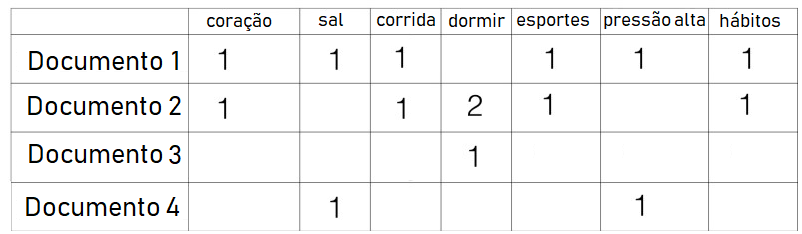 coração sal corrida dormir esportes pressão alta hábitos
Documento 1 1 1 1 1 1 1
Documento 2 1 1 2 1 1
Documento 3 1
Documento 4 1 1